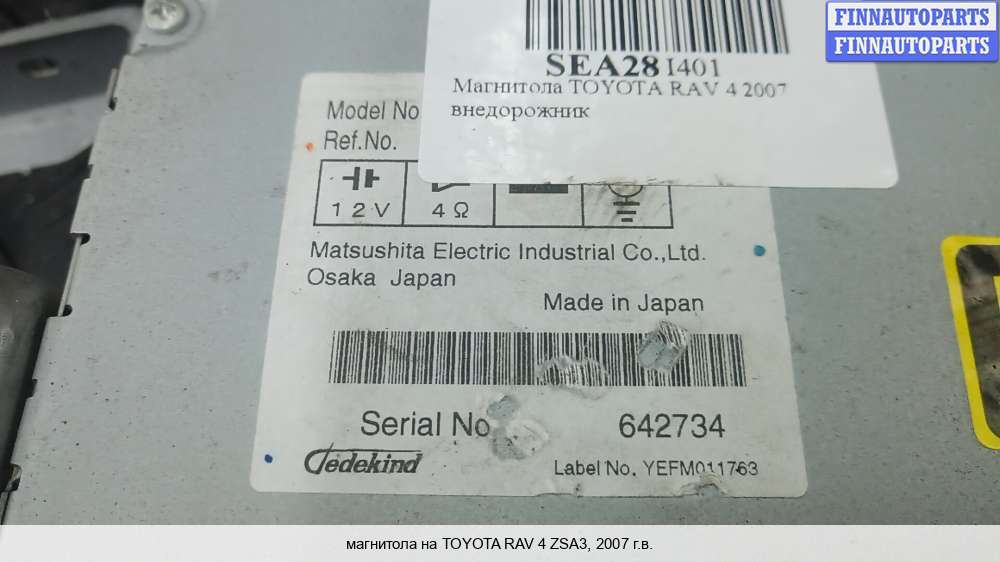 FINNAUTOPARTS
FINNAUTOPARTS
SEA28 I401
Магнитола TOYOTA RAV 4 2007
внедорожник
Model No
Ref.No.
12V 4Ω
Matsushita Electric Industrial Co.,Ltd.
Osaka Japan
Made in Japan
Serial No 642734
Dedekind Label No. YEFM011763
магнитола на TOYOTA RAV 4 ZSA3, 2007 г.в.